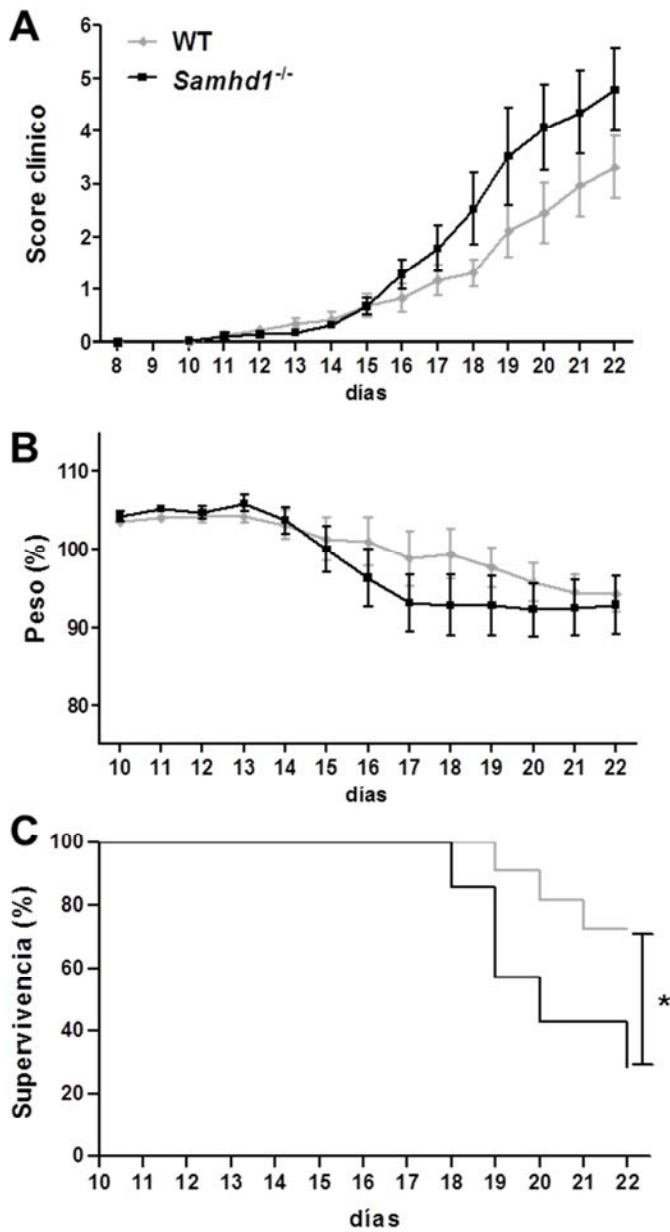 A
WT
Samhd1-/-
Score clínico
6
5
4
3
2
1
0
8 9 10 11 12 13 14 15 16 17 18 19 20 21 22
días
B
Peso (%)
110
100
90
80
10 11 12 13 14 15 16 17 18 19 20 21 22
días
C
Supervivencia (%)
100
80
60
40
20
0
*
10 11 12 13 14 15 16 17 18 19 20 21 22
días